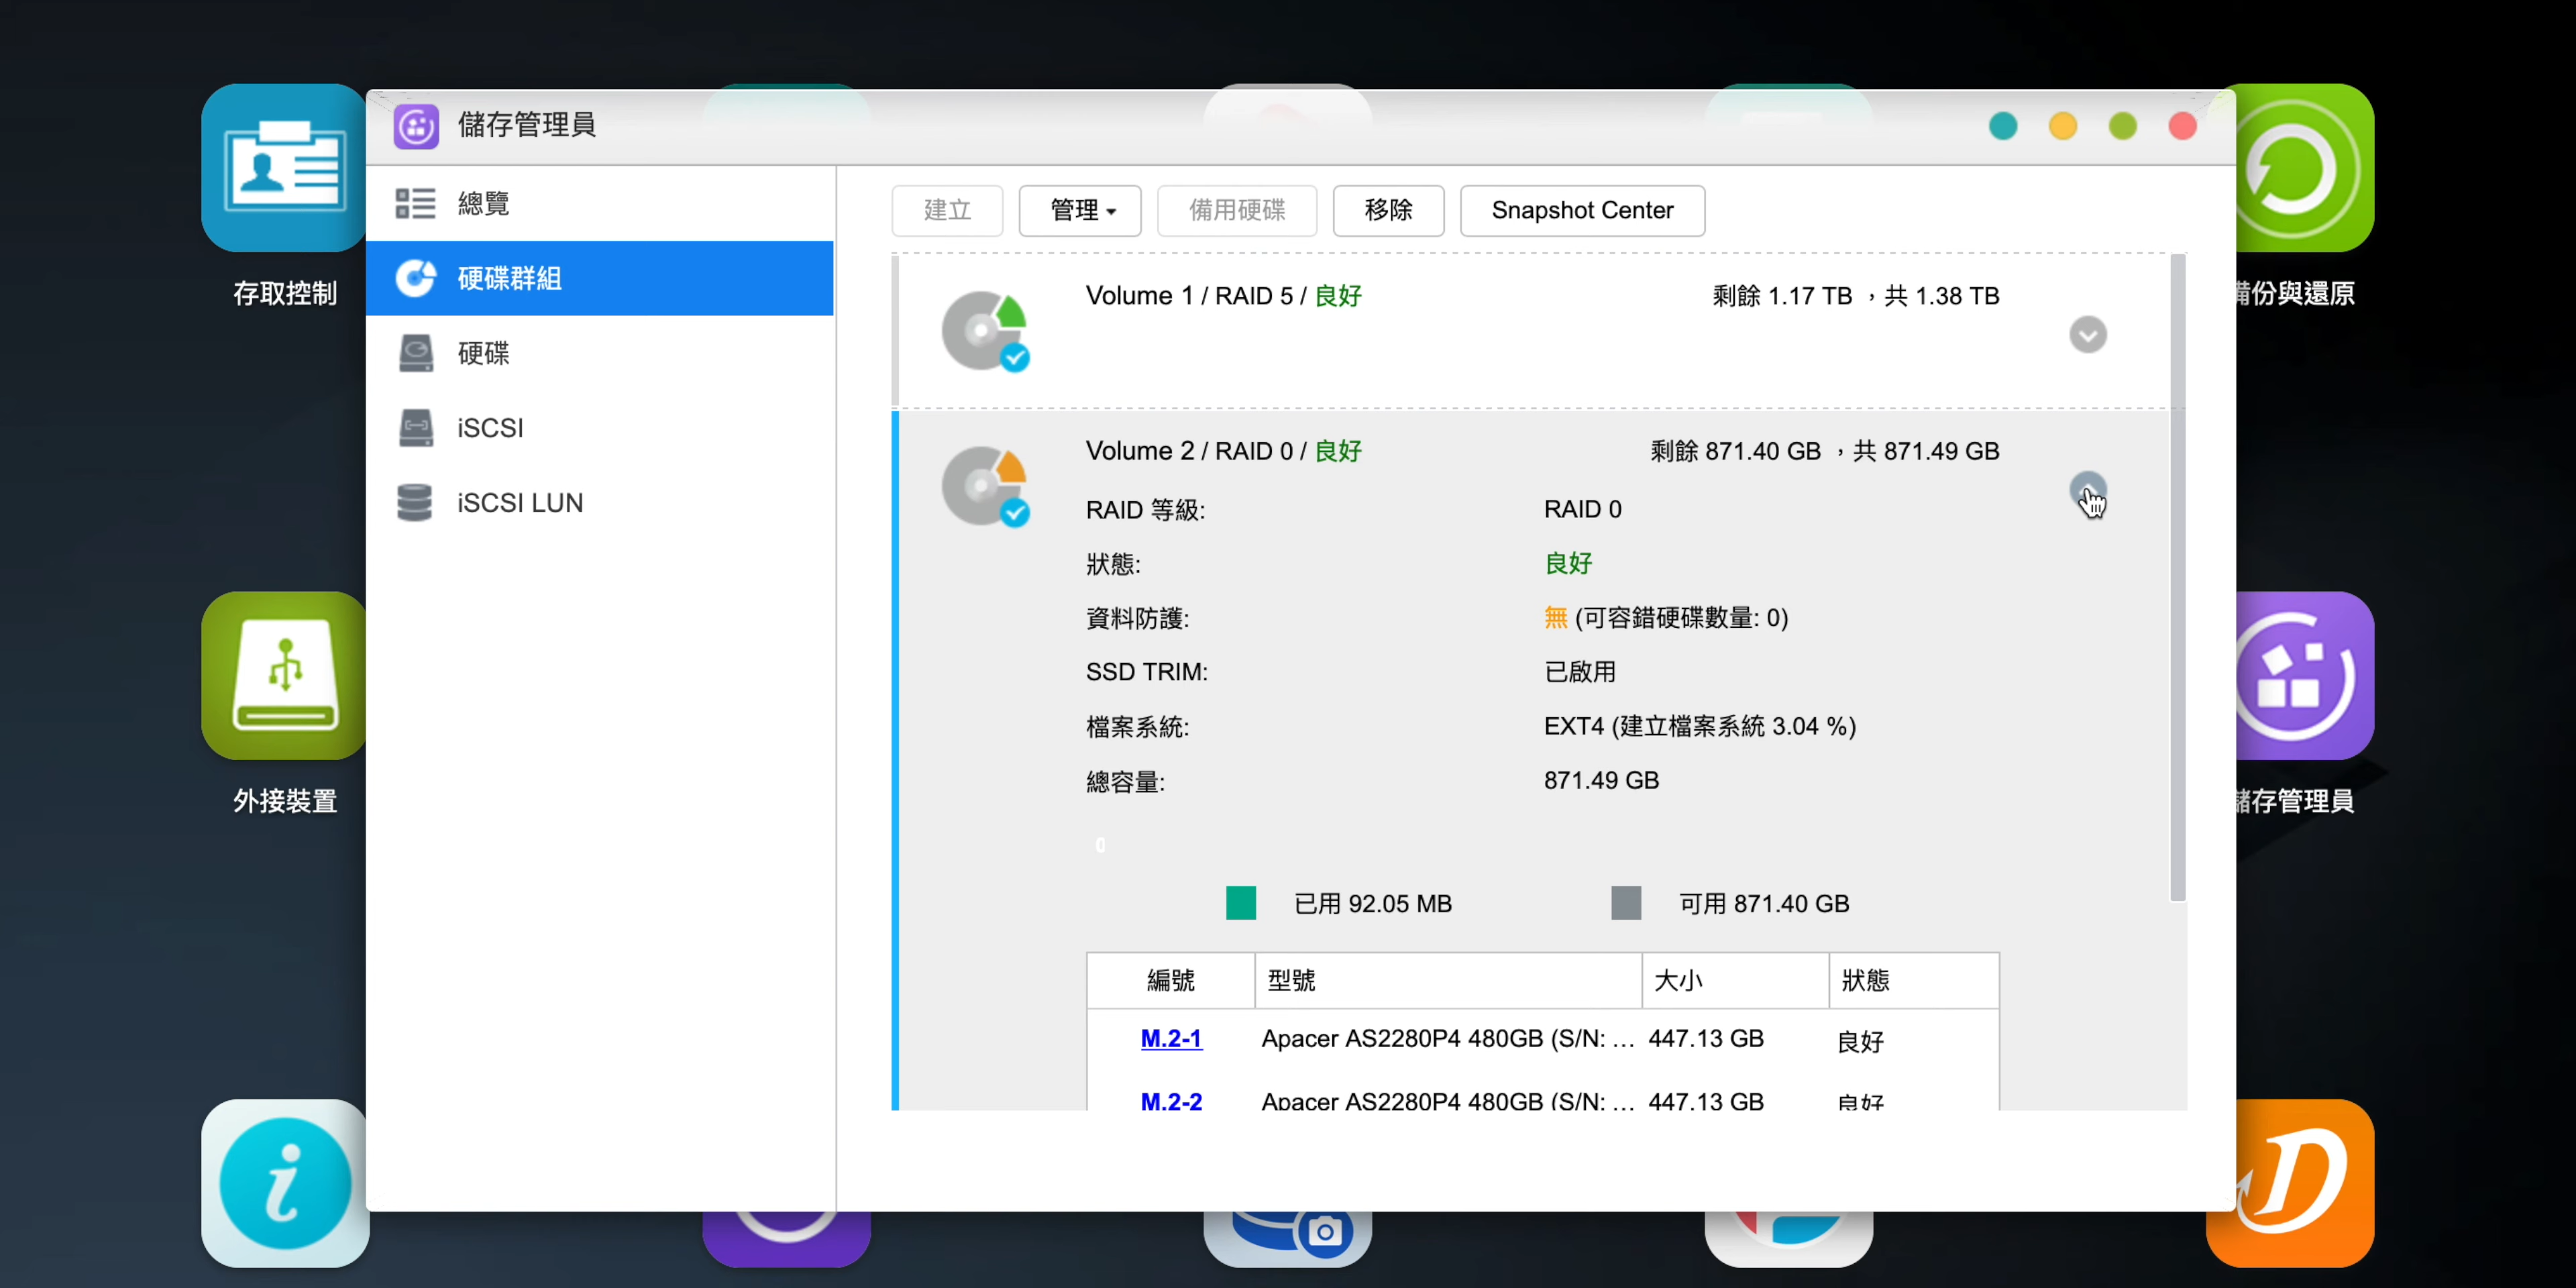 儲存管理員
存取控制
外接裝置
總覽
硬碟群組
硬碟
iSCSI
iSCSI LUN
建立
管理
備用硬碟
移除
Snapshot Center
Volume 1 / RAID 5 / 良好
剩餘 1.17 TB ，共 1.38 TB
Volume 2 / RAID 0 / 良好
剩餘 871.40 GB ，共 871.49 GB
RAID 等級: RAID 0
狀態: 良好
資料防護: 無 (可容錯硬碟數量: 0)
SSD TRIM: 已啟用
檔案系統: EXT4 (建立檔案系統 3.04 %)
總容量: 871.49 GB
0
已用 92.05 MB
可用 871.40 GB
編號 型號 大小 狀態
M.2-1 Apacer AS2280P4 480GB (S/N: ... 447.13 GB 良好
M.2-2 Apacer AS2280P4 480GB (S/N: ... 447.13 GB 良好
備份與還原
儲存管理員